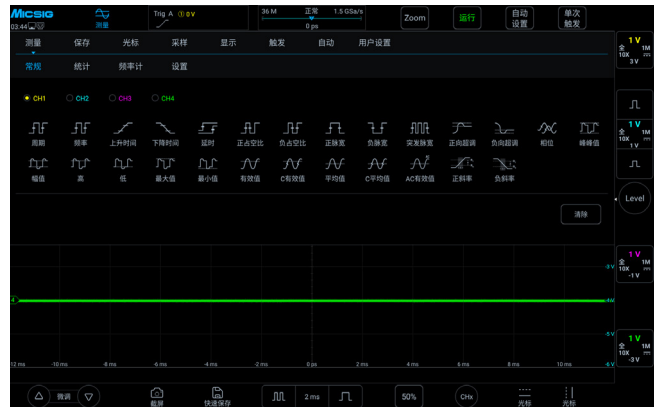 Micsig
03:44
测量
Trig A ① 0 V
36 M 正常 1.5 GSa/s
0 ps
Zoom
运行
自动
设置
单次
触发
测量 保存 光标 采样 显示 触发 自动 用户设置
常规 统计 频率计 设置
CH1 CH2 CH3 CH4
周期 频率 上升时间 下降时间 延时 正占空比 负占空比 正脉宽 负脉宽 突发脉宽 正向超调 负向超调 相位 峰峰值
幅值 高 低 最大值 最小值 有效值 C有效值 平均值 C平均值 AC有效值 正斜率 负斜率
清除
1 V
全 1M
10X
3 V
1 V
全 1M
10X
1 V
Level
1 V
全 1M
10X
-1 V
1 V
全 1M
10X
-3 V
-3 V
4
-4V
-5 V
-6 V
12 ms -10 ms -8 ms -6 ms -4 ms -2 ms 0 ps 2 ms 4 ms 6 ms 8 ms 10 ms
微调
截屏
快速保存
2 ms
50%
CHx
光标
光标